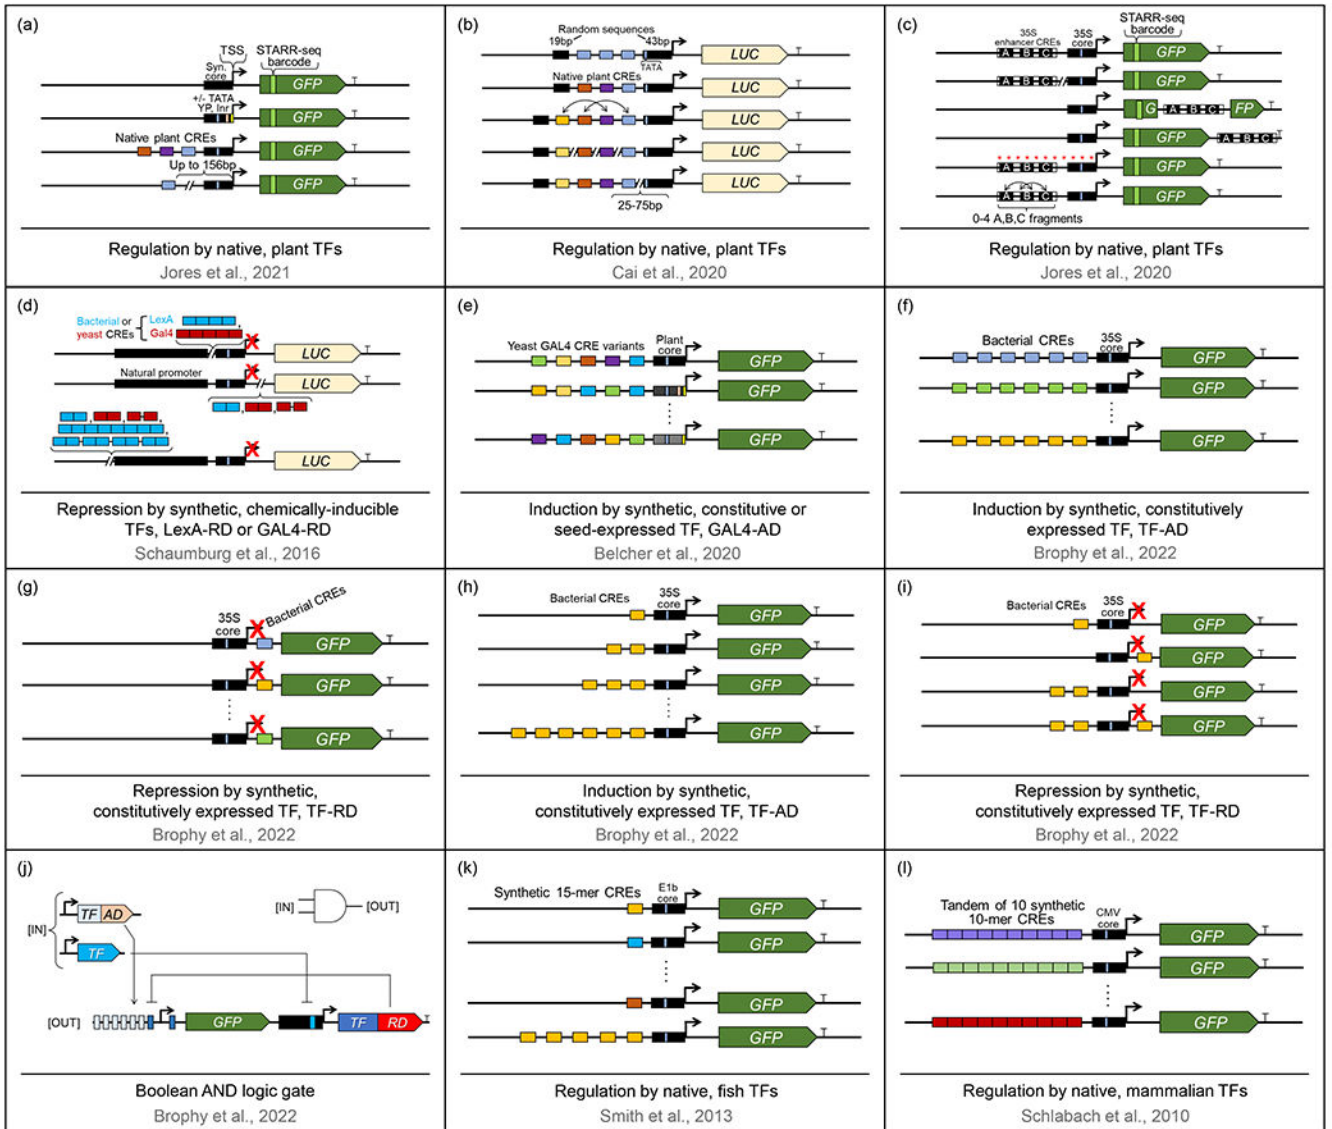 (a)
TSS
STARR-seq
barcode
Syn.
core
GFP
+/- TATA
YP, Inr
GFP
Native plant CREs
GFP
Up to 156bp
GFP
Regulation by native, plant TFs
Jores et al., 2021
(b)
Random sequences
19bp
43bp
LUC
TATA
Native plant CREs
LUC
LUC
LUC
LUC
25-75bp
Regulation by native, plant TFs
Cai et al., 2020
(c)
STARR-seq
barcode
35S
enhancer CREs
35S
core
A B C
GFP
A B C
GFP
G
A B C
FP
GFP
A B C
A B C
GFP
A B C
GFP
0-4 A,B,C fragments
Regulation by native, plant TFs
Jores et al., 2020
(d)
Bacterial or
yeast CREs
LexA
Gal4
X
LUC
Natural promoter
X
LUC
X
LUC
Repression by synthetic, chemically-inducible
TFs, LexA-RD or GAL4-RD
Schaumburg et al., 2016
(e)
Yeast GAL4 CRE variants
Plant
core
GFP
GFP
GFP
Induction by synthetic, constitutive or
seed-expressed TF, GAL4-AD
Belcher et al., 2020
(f)
Bacterial CREs
35S
core
GFP
GFP
GFP
Induction by synthetic, constitutively
expressed TF, TF-AD
Brophy et al., 2022
(g)
35S
core
Bacterial CREs
X
GFP
X
GFP
X
GFP
Repression by synthetic,
constitutively expressed TF, TF-RD
Brophy et al., 2022
(h)
Bacterial CREs
35S
core
GFP
GFP
GFP
GFP
Induction by synthetic,
constitutively expressed TF, TF-AD
Brophy et al., 2022
(i)
Bacterial CREs
35S
core
X
GFP
X
GFP
X
GFP
X
GFP
Repression by synthetic,
constitutively expressed TF, TF-RD
Brophy et al., 2022
(j)
[IN]
TF AD
TF
[IN]
[OUT]
[OUT]
GFP
TF
RD
Boolean AND logic gate
Brophy et al., 2022
(k)
Synthetic 15-mer CREs
E1b
core
GFP
GFP
GFP
GFP
Regulation by native, fish TFs
Smith et al., 2013
(l)
Tandem of 10 synthetic
10-mer CREs
CMV
core
GFP
GFP
GFP
Regulation by native, mammalian TFs
Schlabach et al., 2010